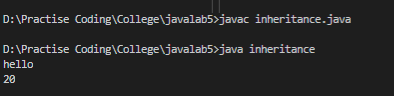 D:\Practise Coding\College\javalab5>javac inheritance.java
D:\Practise Coding\College\javalab5>java inheritance
hello
20